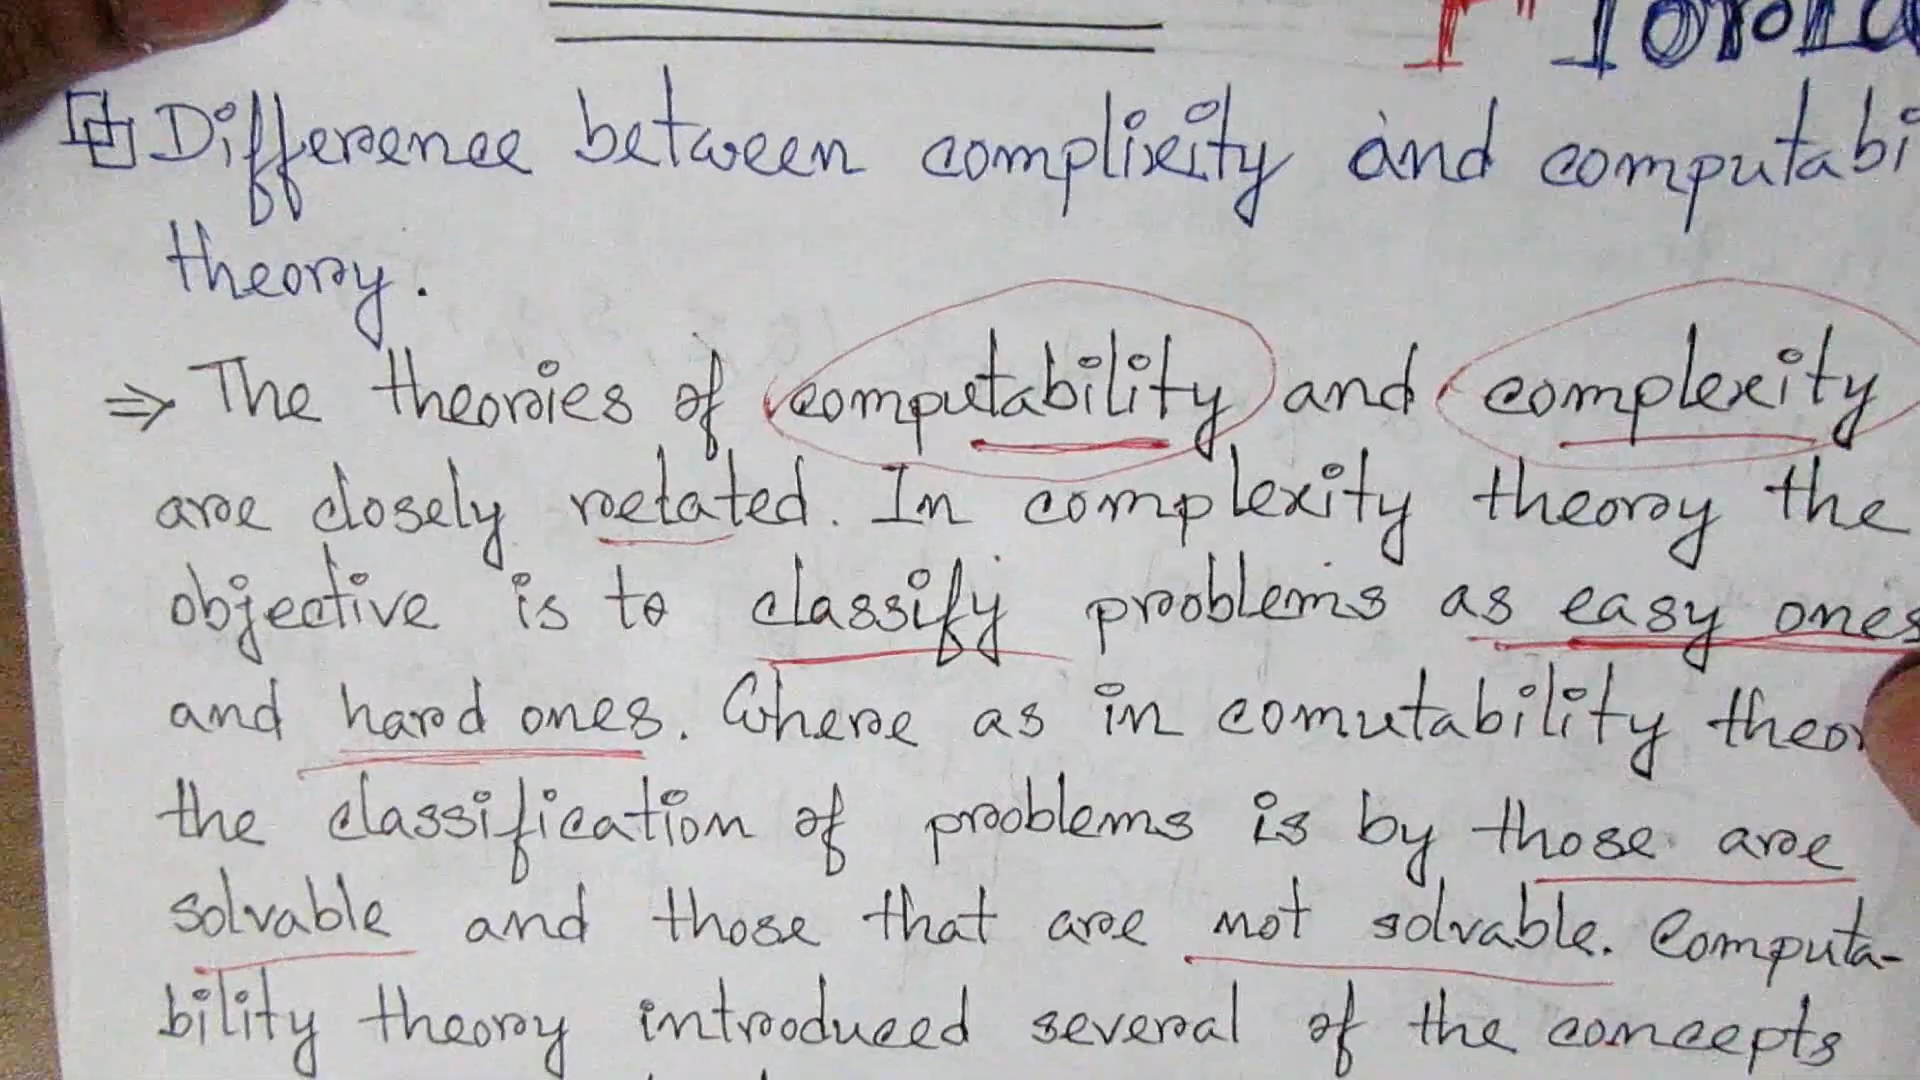 Difference between complixity and computabi
theory.
⇒ The theories of computability and complexity
are closely retated. In complexity theory the
objective is to classify problems as easy ones
and hard ones. Where as in comutability theor
the classification of problems is by those are
solvable and those that are not solvable. Computa-
bility theory introduced several of the concepts